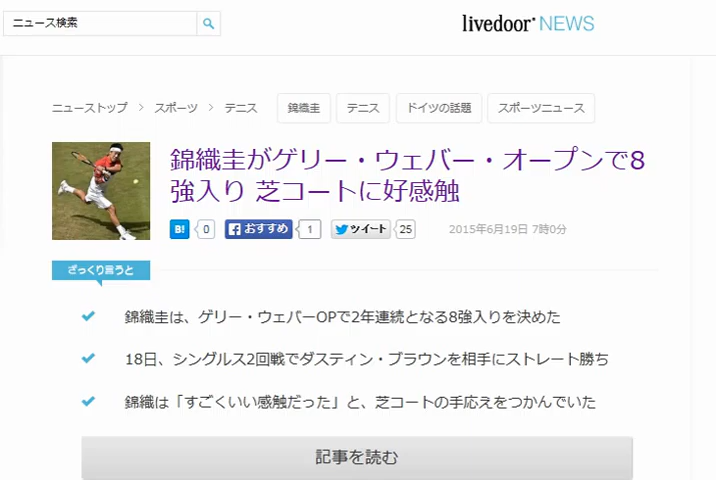 ニュース検索
livedoor NEWS
ニューストップ > スポーツ > テニス 錦織圭 テニス ドイツの話題 スポーツニュース
錦織圭がゲリー・ウェバー・オープンで8
強入り 芝コートに好感触
B! 0 おすすめ 1 ツイート 25 2015年6月19日 7時0分
ざっくり言うと
錦織圭は、ゲリー・ウェバーOPで2年連続となる8強入りを決めた
18日、シングルス2回戦でダスティン・ブラウンを相手にストレート勝ち
錦織は「すごくいい感触だった」と、芝コートの手応えをつかんでいた
記事を読む